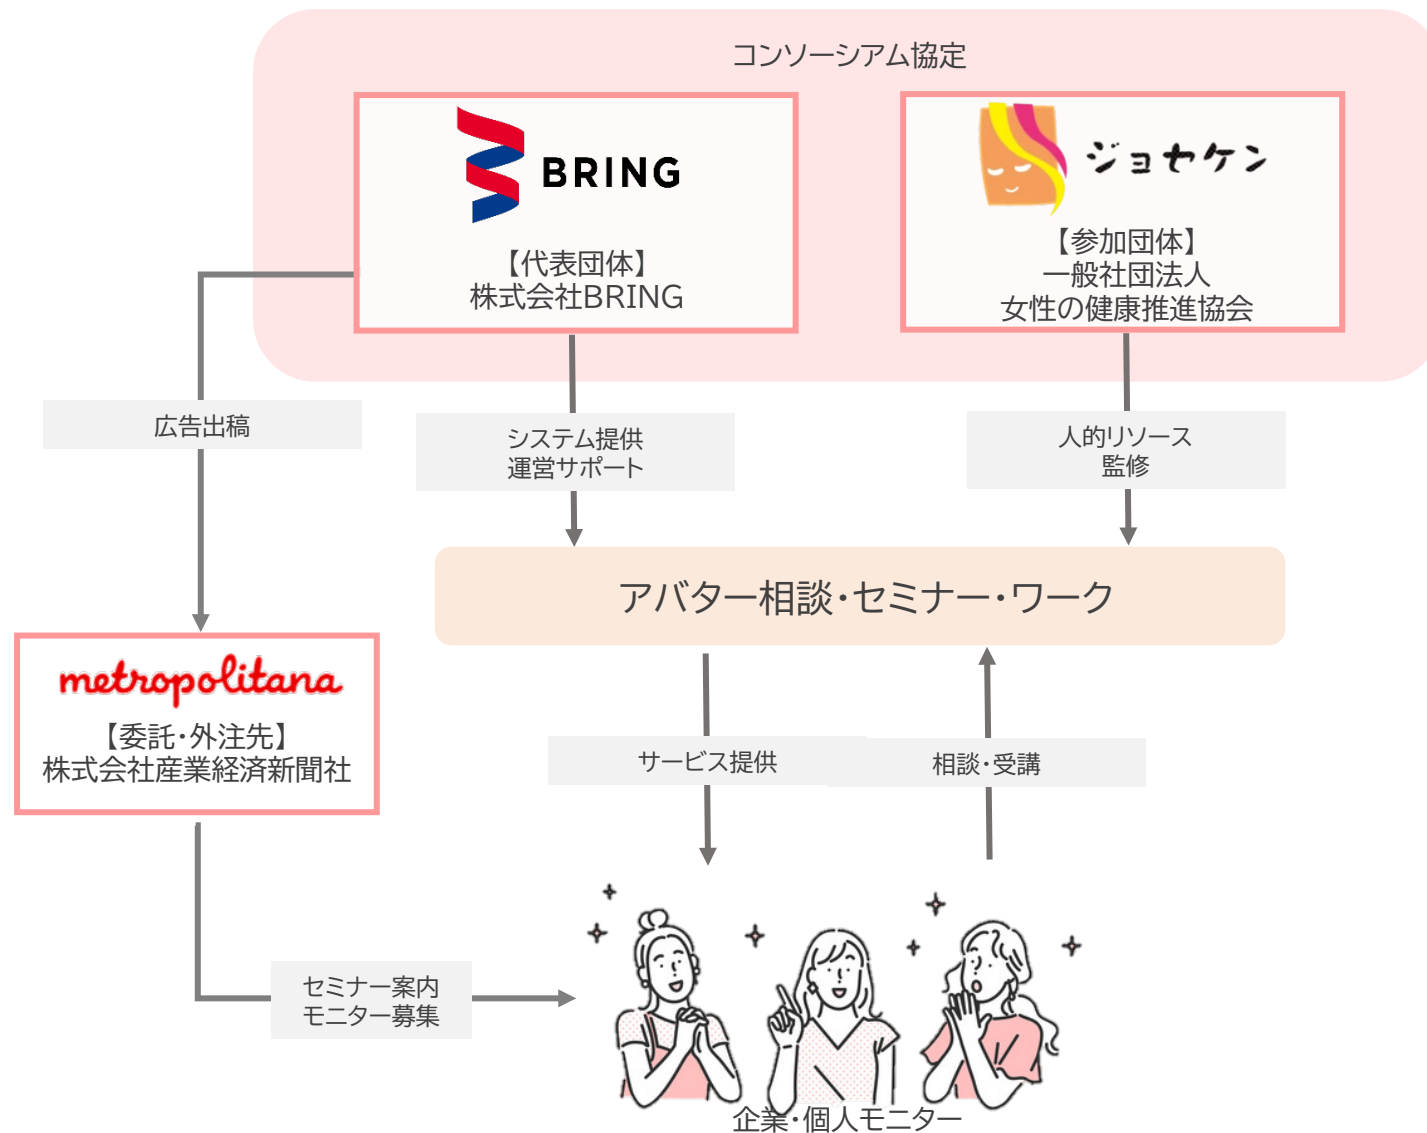 コンソーシアム協定
BRING
【代表団体】
株式会社BRING
ジョセケン
【参加団体】
一般社団法人
女性の健康推進協会
広告出稿
システム提供
運営サポート
人的リソース
監修
アバター相談・セミナー・ワーク
metropolitana
【委託・外注先】
株式会社産業経済新聞社
サービス提供
相談・受講
セミナー案内
モニター募集
企業・個人モニター